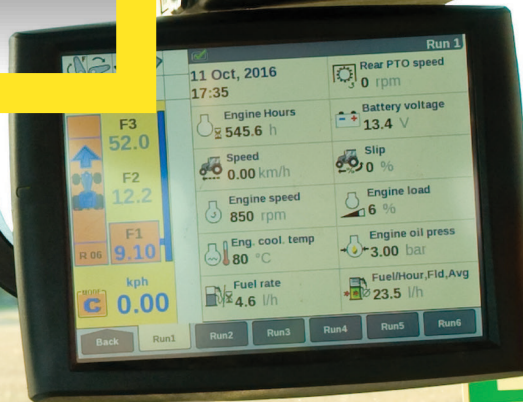 Run 1
11 Oct, 2016
17:35
Rear PTO speed
0 rpm
Engine Hours
545.6 h
Battery voltage
13.4 V
Speed
0.00 km/h
Slip
0 %
Engine speed
850 rpm
Engine load
6 %
Eng. cool. temp
80 °C
Engine oil press
3.00 bar
Fuel rate
4.6 l/h
Fuel/Hour,Fld,Avg
23.5 l/h
F3
52.0
F2
12.2
F1
9.10
R 06
kph
MODE
G
0.00
Back
Run1
Run2
Run3
Run4
Run5
Run6